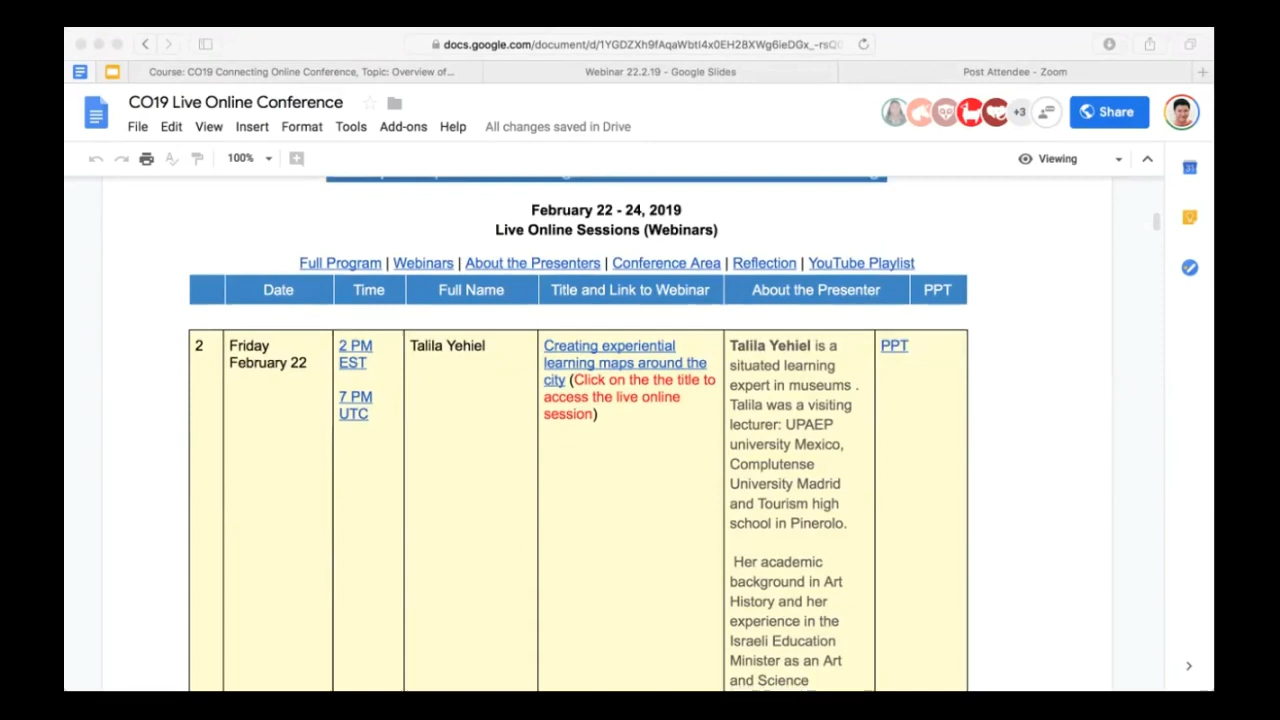 docs.google.com/document/d/1YGDZXh9fAqaWbtI4x0EH28XWg6ieDGx_-rsQ
Course: CO19 Connecting Online Conference, Topic: Overview of...
Webinar 22.2.19 - Google Slides
Post Attendee - Zoom
CO19 Live Online Conference
File Edit View Insert Format Tools Add-ons Help All changes saved in Drive
+3
Share
100%
Viewing
31
February 22 - 24, 2019
Live Online Sessions (Webinars)
Full Program | Webinars | About the Presenters | Conference Area | Reflection | YouTube Playlist
Date Time Full Name Title and Link to Webinar About the Presenter PPT
2
Friday
February 22
2 PM
EST
7 PM
UTC
Talila Yehiel
Creating experiential
learning maps around the
city (Click on the the title to
access the live online
session)
Talila Yehiel is a
situated learning
expert in museums .
Talila was a visiting
lecturer: UPAEP
university Mexico,
Complutense
University Madrid
and Tourism high
school in Pinerolo.
Her academic
background in Art
History and her
experience in the
Israeli Education
Minister as an Art
and Science
PPT